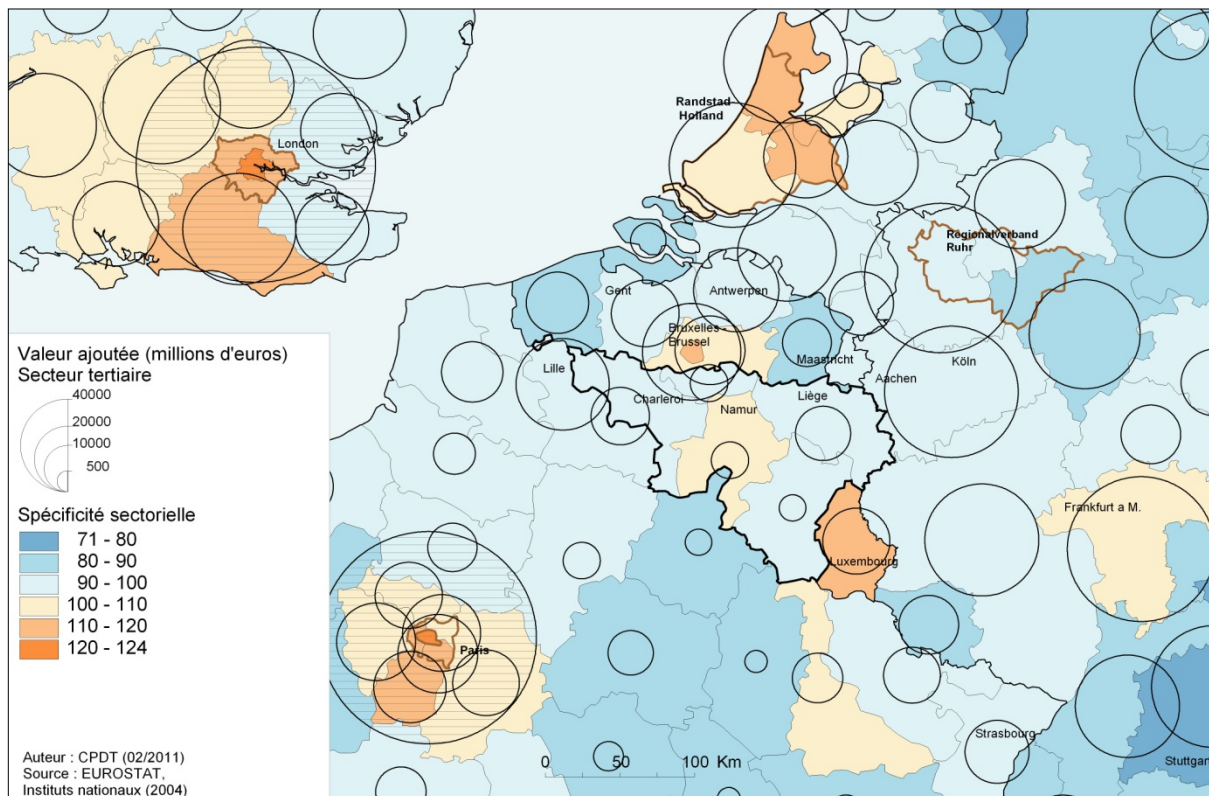 London
Randstad
Holland
Regionalverband
Ruhr
Gent
Antwerpen
Bruxelles -
Brussel
Maastricht
Köln
Aachen
Lille
Charleroi
Namur
Liège
Luxembourg
Frankfurt a M.
Paris
Strasbourg
Stuttgar
Valeur ajoutée (millions d'euros)
Secteur tertiaire
40000
20000
10000
500
Spécificité sectorielle
71 - 80
80 - 90
90 - 100
100 - 110
110 - 120
120 - 124
Auteur : CPDT (02/2011)
Source : EUROSTAT,
Instituts nationaux (2004)
0 50 100 Km